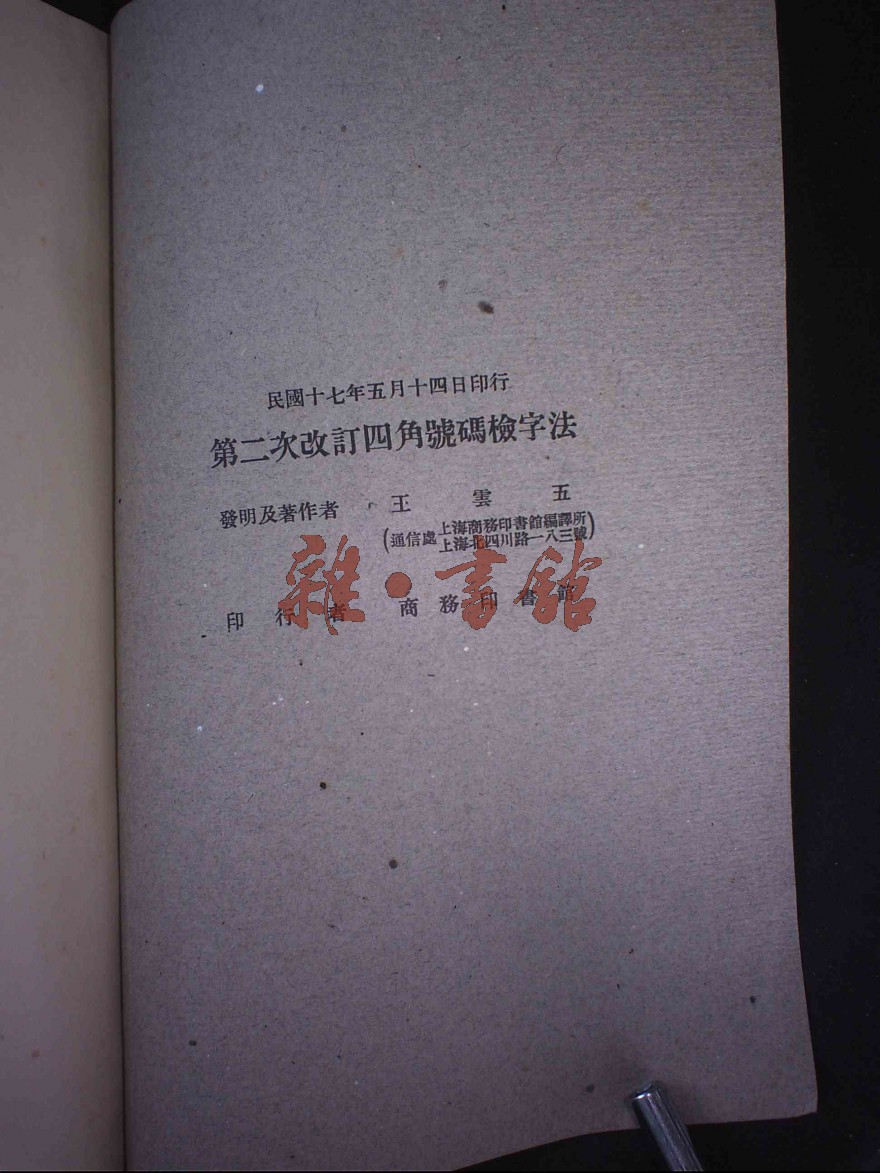 民國十七年五月十四日印行
第二次改訂四角號碼檢字法
發明及著作者 王雲五
(通信處上海商務印書館編譯所
上海北四川路一八三號)
印行者 商務印書館
雜·書館